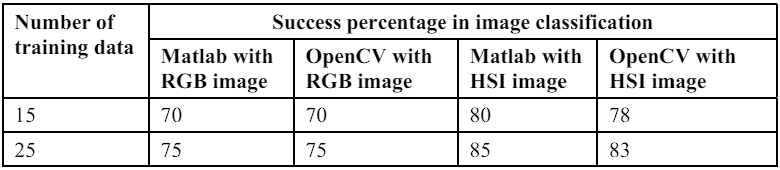 Number of training data
Success percentage in image classification
Matlab with RGB image
OpenCV with RGB image
Matlab with HSI image
OpenCV with HSI image
15 70 70 80 78
25 75 75 85 83